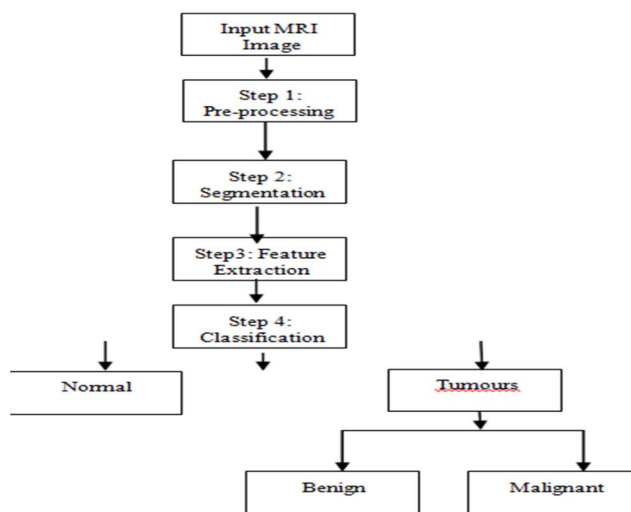 Input MRI
Image
Step 1:
Pre-processing
Step 2:
Segmentation
Step3: Feature
Extraction
Step 4:
Classification
Normal
Tumours
Benign
Malignant